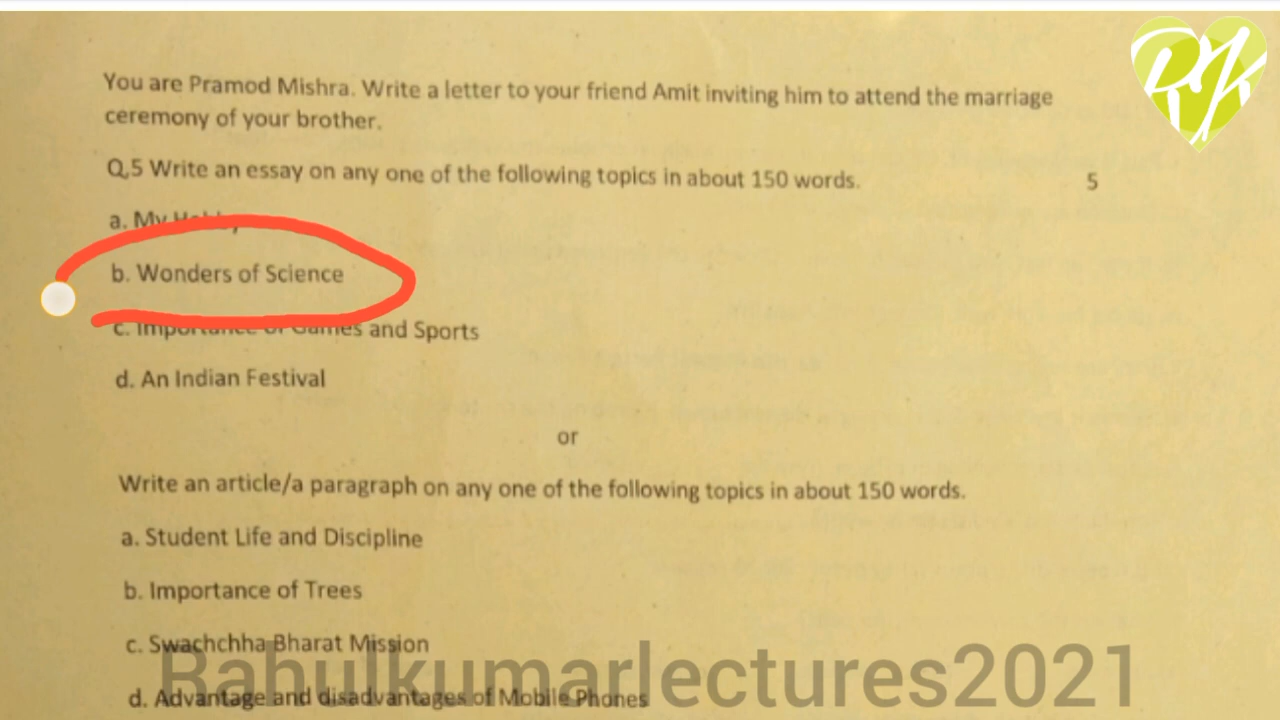 RK
You are Pramod Mishra. Write a letter to your friend Amit inviting him to attend the marriage
ceremony of your brother.
Q.5 Write an essay on any one of the following topics in about 150 words.
5
a. My Hobby
b. Wonders of Science
c. Importance of Games and Sports
d. An Indian Festival
or
Write an article/a paragraph on any one of the following topics in about 150 words.
a. Student Life and Discipline
b. Importance of Trees
c. Swachchha Bharat Mission
d. Advantage and disadvantages of Mobile Phones
Rahulkumarlectures2021